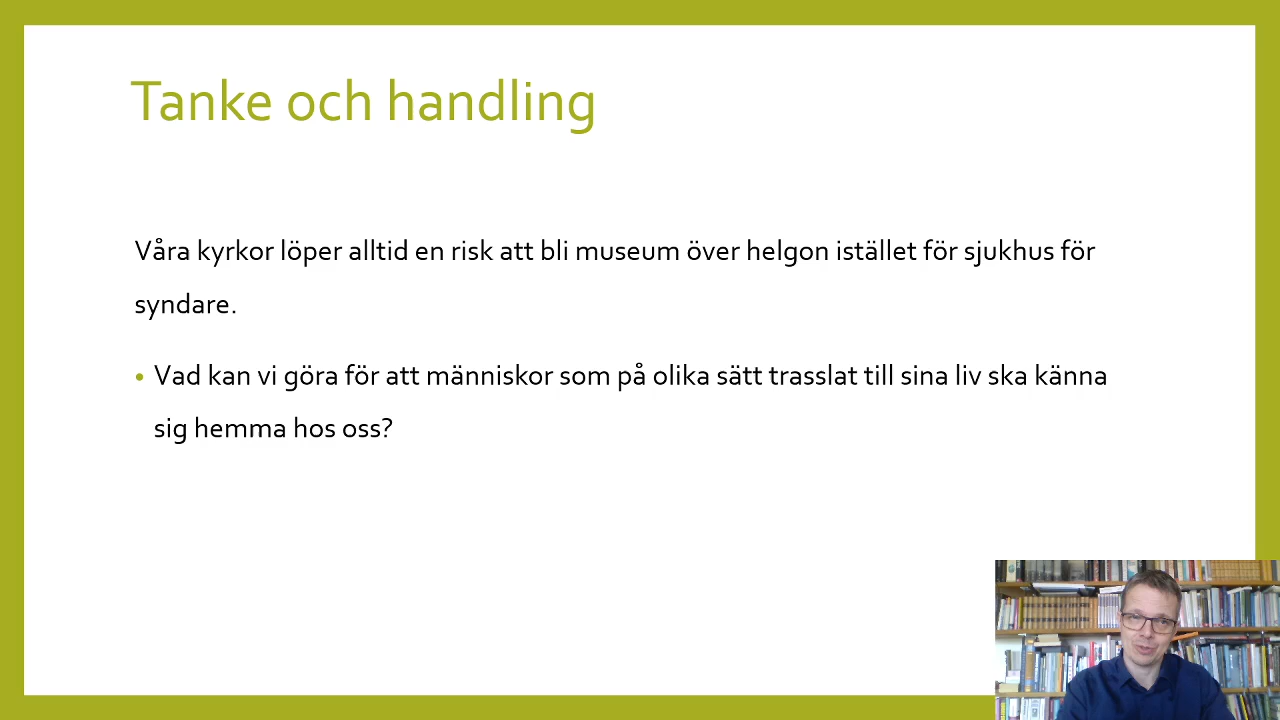 Tanke och handling
Våra kyrkor löper alltid en risk att bli museum över helgon istället för sjukhus för
syndare.
• Vad kan vi göra för att människor som på olika sätt trasslat till sina liv ska känna
sig hemma hos oss?